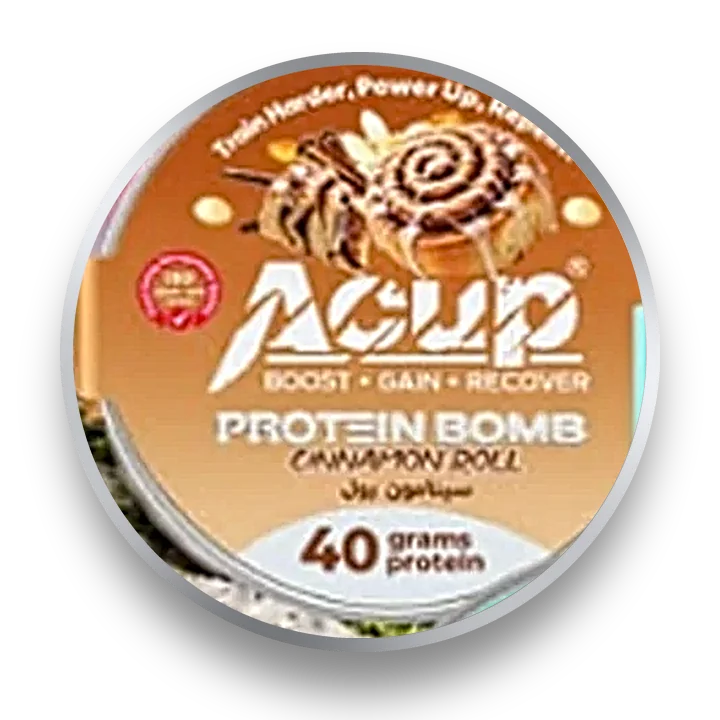 Train Harder, Power Up, Repeat.
Acup®
BOOST • GAIN • RECOVER
PROTEIN BOMB
CINNAMON ROLL
سينامون رول
40 grams
protein